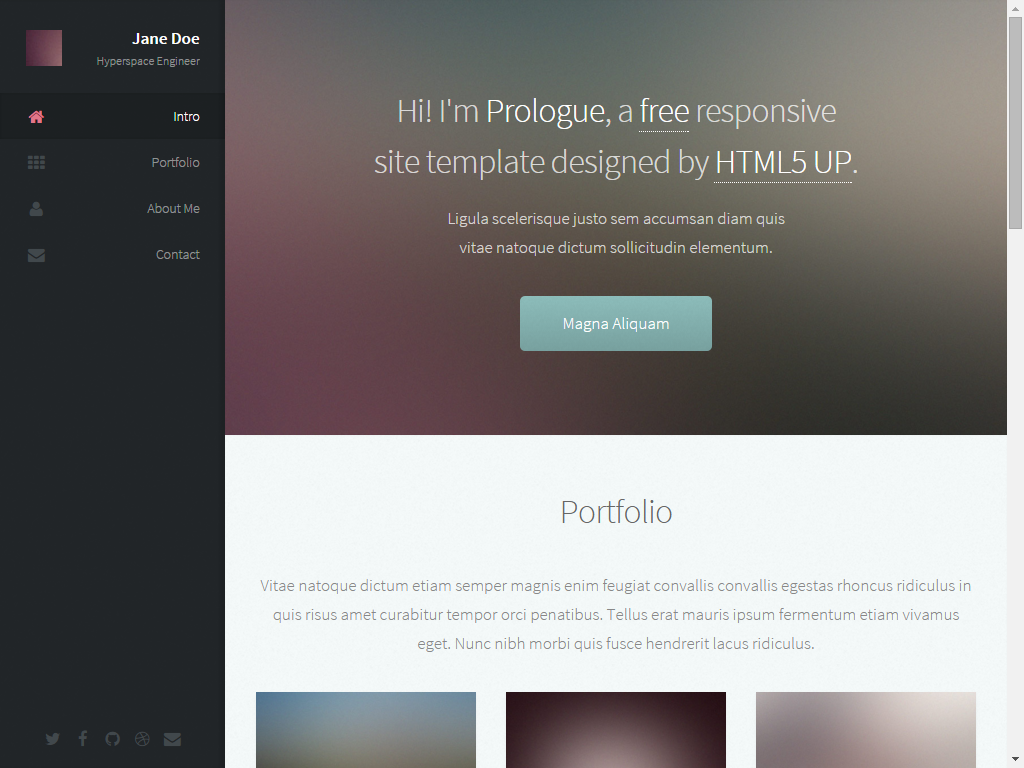 Jane Doe
Hyperspace Engineer
Intro
Portfolio
About Me
Contact
Hi! I'm Prologue, a free responsive
site template designed by HTML5 UP.
Ligula scelerisque justo sem accumsan diam quis
vitae natoque dictum sollicitudin elementum.
Magna Aliquam
Portfolio
Vitae natoque dictum etiam semper magnis enim feugiat convallis convallis egestas rhoncus ridiculus in
quis risus amet curabitur tempor orci penatibus. Tellus erat mauris ipsum fermentum etiam vivamus
eget. Nunc nibh morbi quis fusce hendrerit lacus ridiculus.